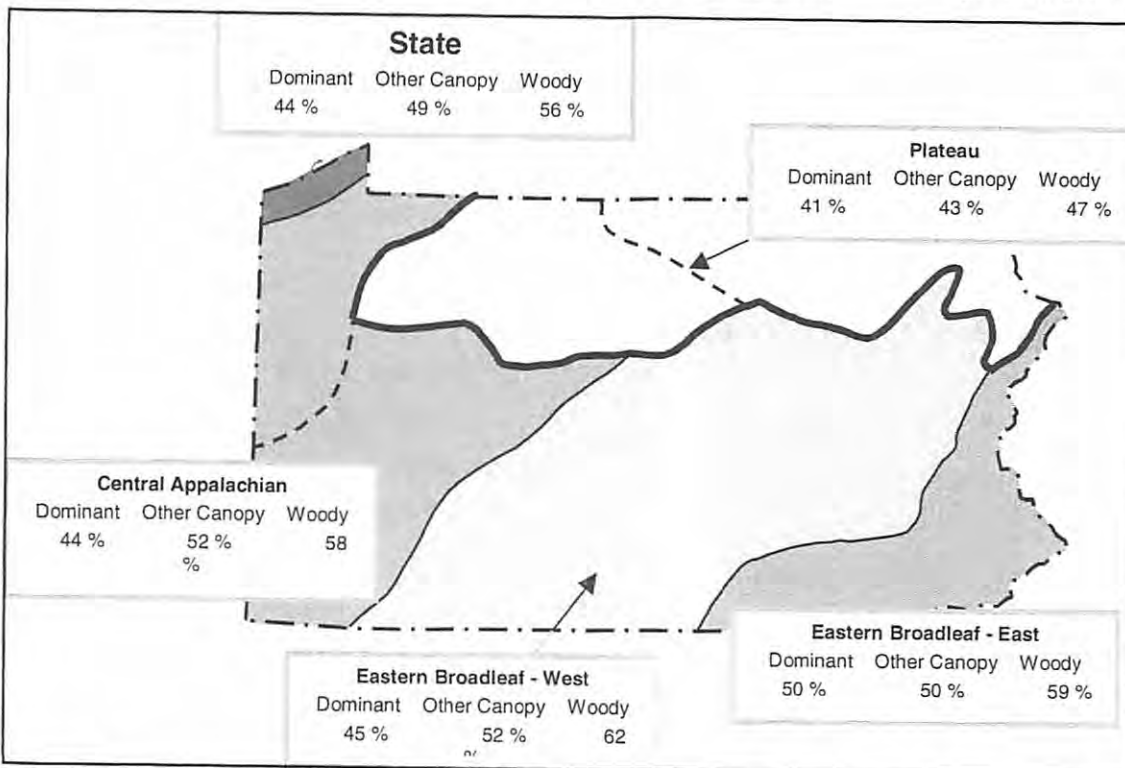 State
Dominant Other Canopy Woody
44 % 49 % 56 %
Plateau
Dominant Other Canopy Woody
41 % 43 % 47 %
Central Appalachian
Dominant Other Canopy Woody
44 % 52 % 58
%
Eastern Broadleaf - West
Dominant Other Canopy Woody
45 % 52 % 62
%
Eastern Broadleaf - East
Dominant Other Canopy Woody
50 % 50 % 59 %